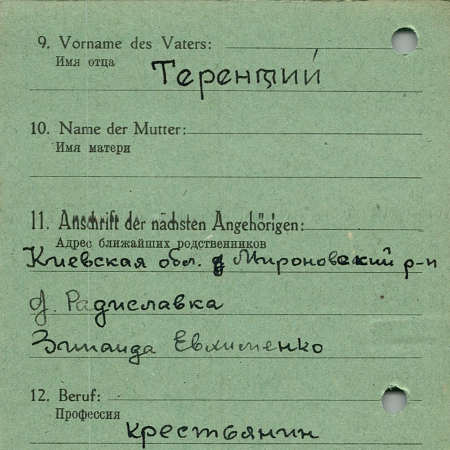 9. Vorname des Vaters:
Имя отца
Терентий
10. Name der Mutter:
Имя матери
11. Anschrift der nächsten Angehörigen:
Адрес ближайших родственников
Киевская обл. Мироновский р-н
д. Радиславка
Зинаида Евхименко
12. Beruf:
Профессия
крестьянин